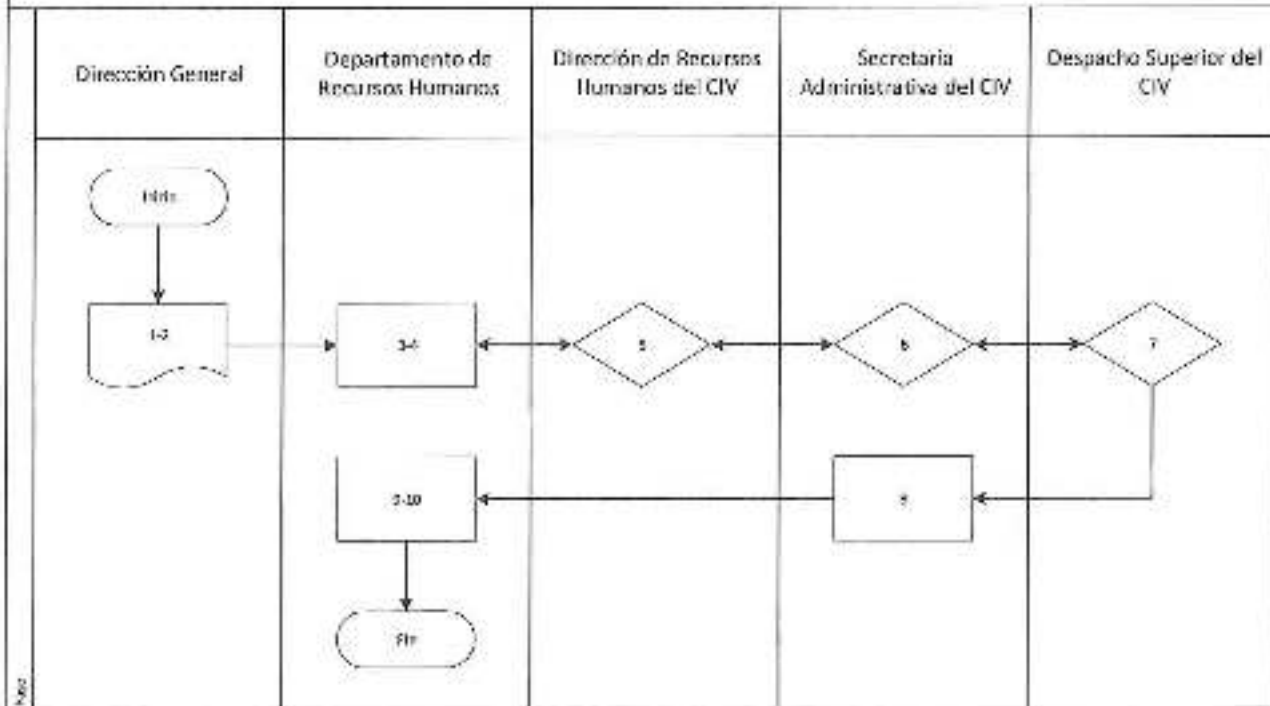 Dirección General
Departamento de
Recursos Humanos
Dirección de Recursos
Humanos del CIV
Secretaria
Administrativa del CIV
Despacho Superior del
CIV
Inicio
1-2
3-4
5
6
7
9-10
Fin